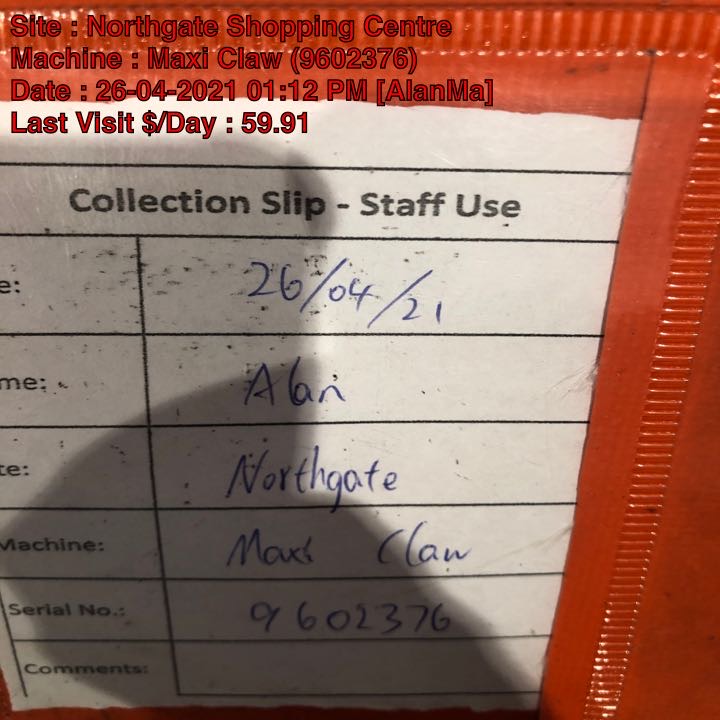 Site : Northgate Shopping Centre
Machine : Maxi Claw (9602376)
Date : 26-04-2021 01:12 PM [AlanMa]
Last Visit $/Day : 59.91
Collection Slip - Staff Use
e: 26/04/21
me: Alan
te: Northgate
Machine: Maxi Claw
Serial No.: 9602376
Comments: